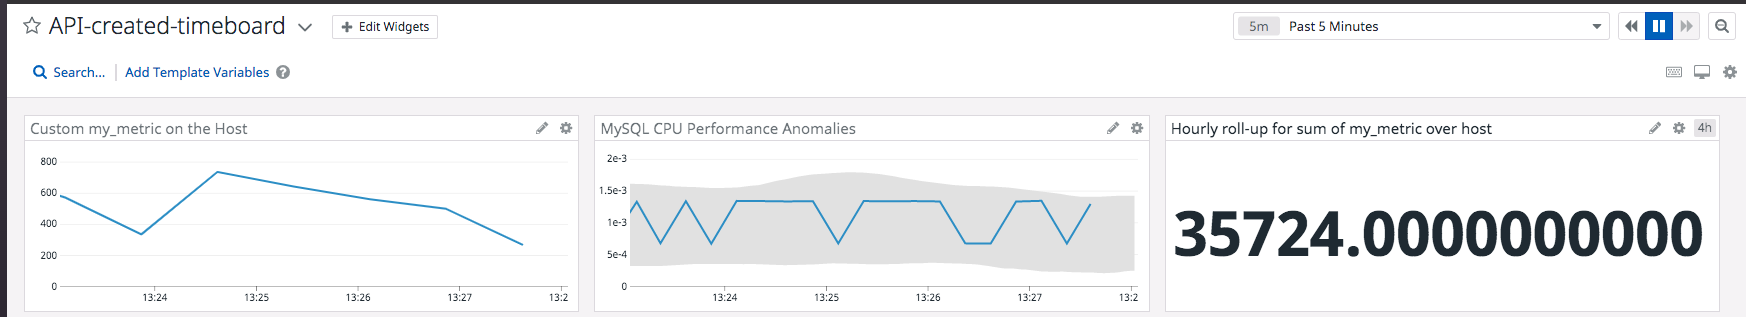 API-created-timeboard
Edit Widgets
5m Past 5 Minutes
Search... Add Template Variables ?
Custom my_metric on the Host
800
600
400
200
0
13:24 13:25 13:26 13:27 13:2
MySQL CPU Performance Anomalies
2e-3
1.5e-3
1e-3
5e-4
0
13:24 13:25 13:26 13:27 13:2
Hourly roll-up for sum of my_metric over host 4h
35724.0000000000